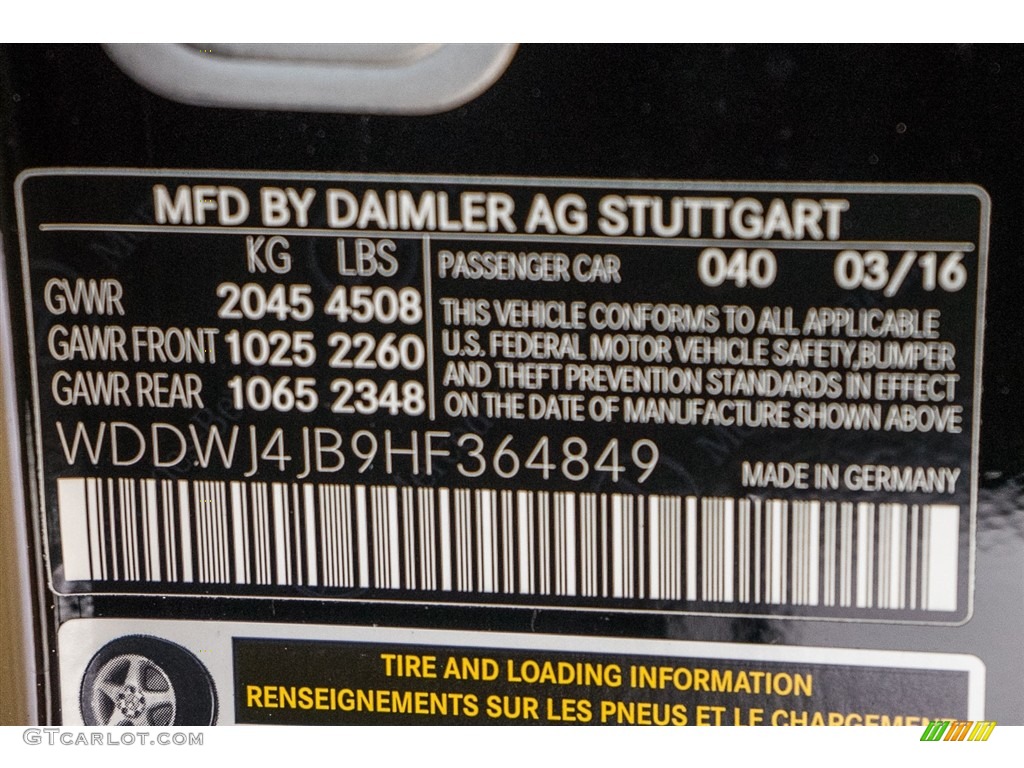 MFD BY DAIMLER AG STUTTGART
KG LBS
GVWR 2045 4508
GAWR FRONT 1025 2260
GAWR REAR 1065 2348
PASSENGER CAR 040 03/16
THIS VEHICLE CONFORMS TO ALL APPLICABLE
U.S. FEDERAL MOTOR VEHICLE SAFETY,BUMPER
AND THEFT PREVENTION STANDARDS IN EFFECT
ON THE DATE OF MANUFACTURE SHOWN ABOVE
WDDWJ4JB9HF364849
MADE IN GERMANY
TIRE AND LOADING INFORMATION
RENSEIGNEMENTS SUR LES PNEUS ET LE CHARGEMEN
GTcarlot.com